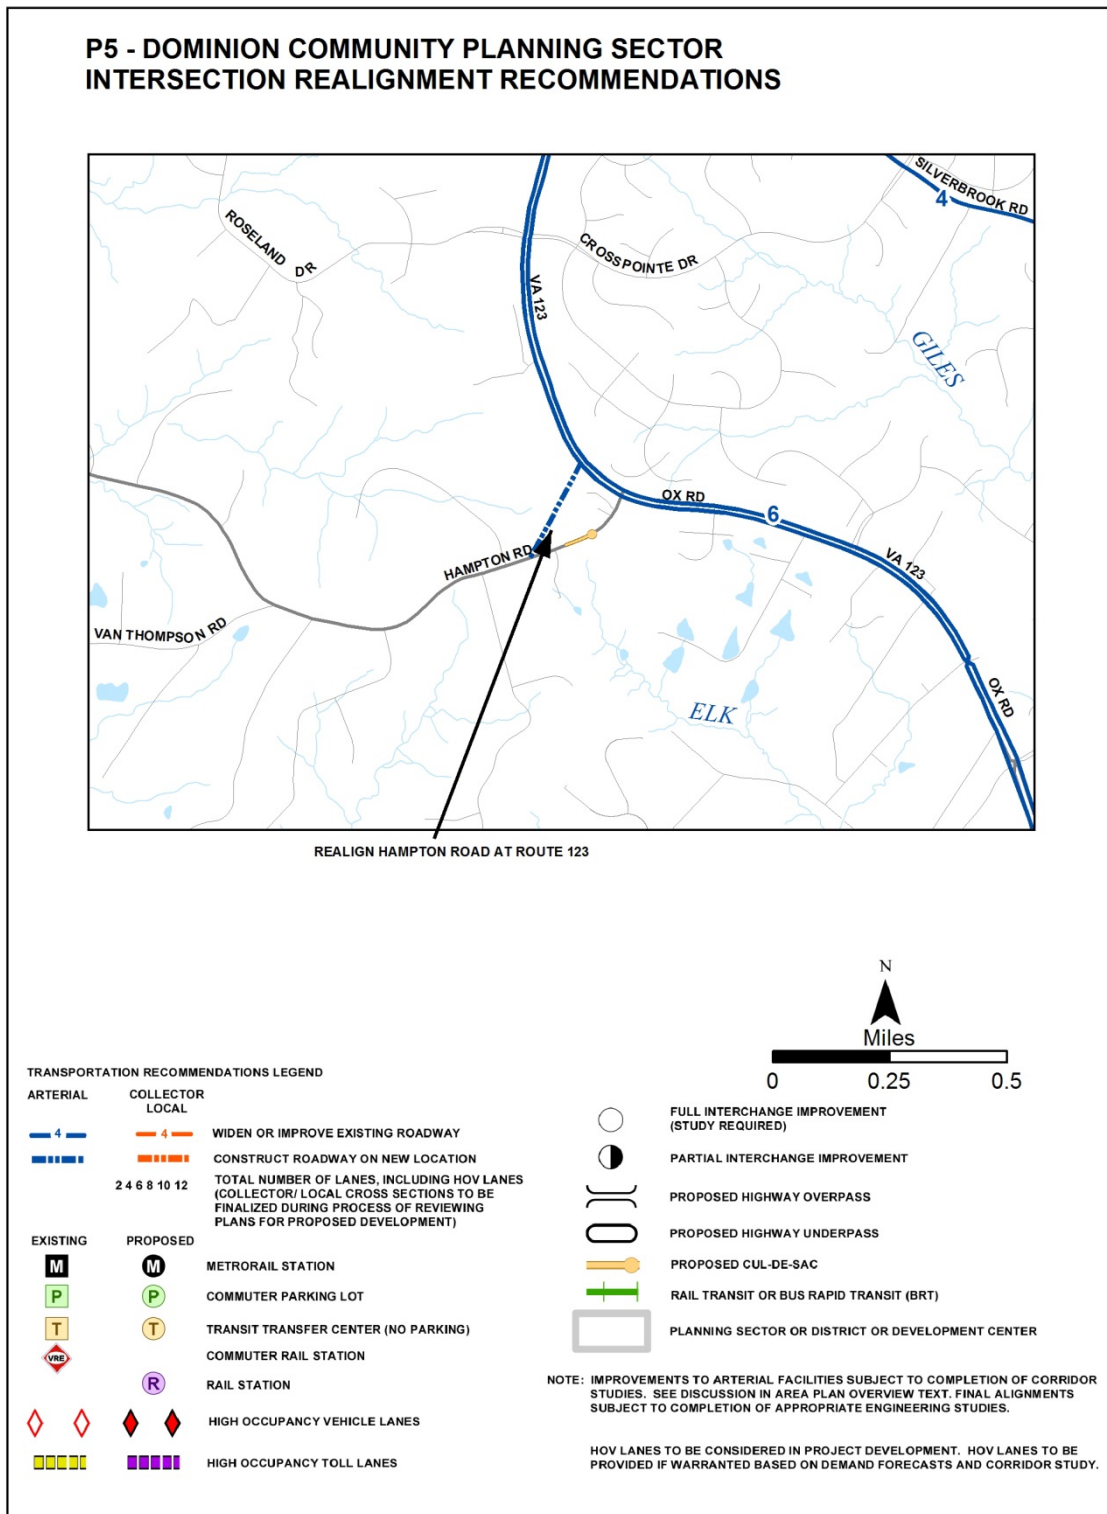 P5 - DOMINION COMMUNITY PLANNING SECTOR
INTERSECTION REALIGNMENT RECOMMENDATIONS
SILVERBROOK RD
4
ROSELAND DR
CROSSPOINTE DR
VA 123
GILES
OX RD
6
HAMPTON RD
VA 123
VAN THOMPSON RD
OX RD
ELK
REALIGN HAMPTON ROAD AT ROUTE 123
N
Miles
0 0.25 0.5
TRANSPORTATION RECOMMENDATIONS LEGEND
ARTERIAL COLLECTOR
LOCAL
4 4 WIDEN OR IMPROVE EXISTING ROADWAY
CONSTRUCT ROADWAY ON NEW LOCATION
2 4 6 8 10 12 TOTAL NUMBER OF LANES, INCLUDING HOV LANES
(COLLECTOR/ LOCAL CROSS SECTIONS TO BE
FINALIZED DURING PROCESS OF REVIEWING
PLANS FOR PROPOSED DEVELOPMENT)
EXISTING PROPOSED
M M METRORAIL STATION
P P COMMUTER PARKING LOT
T T TRANSIT TRANSFER CENTER (NO PARKING)
VRE COMMUTER RAIL STATION
R RAIL STATION
HIGH OCCUPANCY VEHICLE LANES
HIGH OCCUPANCY TOLL LANES
FULL INTERCHANGE IMPROVEMENT
(STUDY REQUIRED)
PARTIAL INTERCHANGE IMPROVEMENT
PROPOSED HIGHWAY OVERPASS
PROPOSED HIGHWAY UNDERPASS
PROPOSED CUL-DE-SAC
RAIL TRANSIT OR BUS RAPID TRANSIT (BRT)
PLANNING SECTOR OR DISTRICT OR DEVELOPMENT CENTER
NOTE: IMPROVEMENTS TO ARTERIAL FACILITIES SUBJECT TO COMPLETION OF CORRIDOR
STUDIES. SEE DISCUSSION IN AREA PLAN OVERVIEW TEXT. FINAL ALIGNMENTS
SUBJECT TO COMPLETION OF APPROPRIATE ENGINEERING STUDIES.
HOV LANES TO BE CONSIDERED IN PROJECT DEVELOPMENT. HOV LANES TO BE
PROVIDED IF WARRANTED BASED ON DEMAND FORECASTS AND CORRIDOR STUDY.